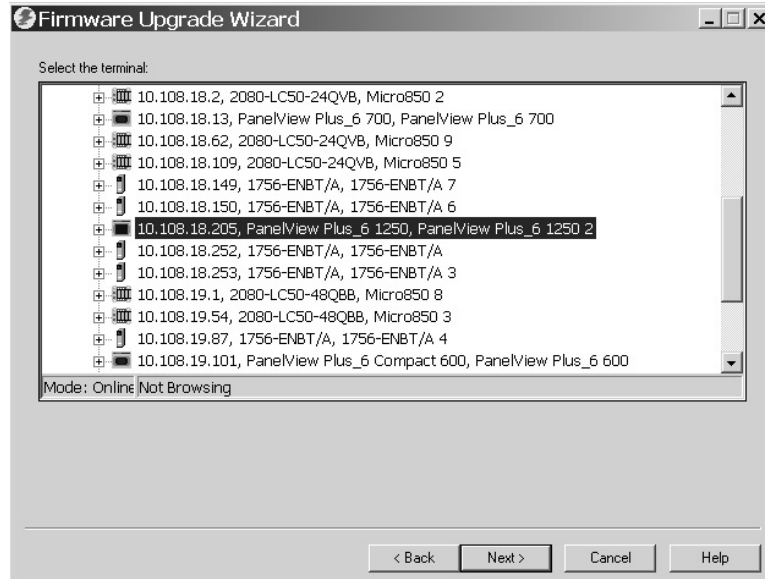 Firmware Upgrade Wizard
Select the terminal:
10.108.18.2, 2080-LC50-24QVB, Micro850 2
10.108.18.13, PanelView Plus_6 700, PanelView Plus_6 700
10.108.18.62, 2080-LC50-24QVB, Micro850 9
10.108.18.109, 2080-LC50-24QVB, Micro850 5
10.108.18.149, 1756-ENBT/A, 1756-ENBT/A 7
10.108.18.150, 1756-ENBT/A, 1756-ENBT/A 6
10.108.18.205, PanelView Plus_6 1250, PanelView Plus_6 1250 2
10.108.18.252, 1756-ENBT/A, 1756-ENBT/A
10.108.18.253, 1756-ENBT/A, 1756-ENBT/A 3
10.108.19.1, 2080-LC50-48QBB, Micro850 8
10.108.19.54, 2080-LC50-48QBB, Micro850 3
10.108.19.87, 1756-ENBT/A, 1756-ENBT/A 4
10.108.19.101, PanelView Plus_6 Compact 600, PanelView Plus_6 600
Mode: Online Not Browsing
< Back Next > Cancel Help